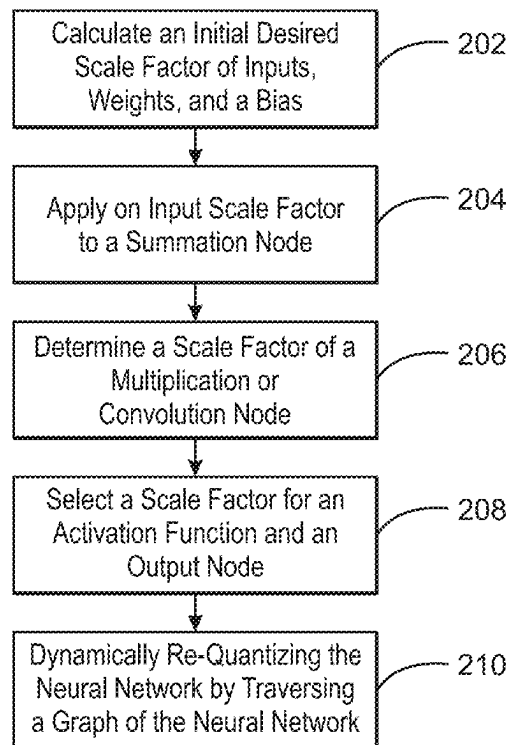 Calculate an Initial Desired
Scale Factor of Inputs,
Weights, and a Bias
202
Apply on Input Scale Factor
to a Summation Node
204
Determine a Scale Factor of a
Multiplication or
Convolution Node
206
Select a Scale Factor for an
Activation Function and an
Output Node
208
Dynamically Re-Quantizing the
Neural Network by Traversing
a Graph of the Neural Network
210